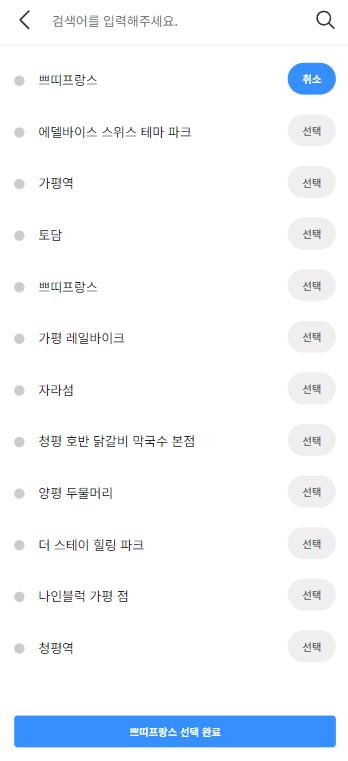 검색어를 입력해주세요.
쁘띠프랑스
취소
에델바이스 스위스 테마 파크
선택
가평역
선택
토담
선택
쁘띠프랑스
선택
가평 레일바이크
선택
자라섬
선택
청평 호반 닭갈비 막국수 본점
선택
양평 두물머리
선택
더 스테이 힐링 파크
선택
나인블럭 가평 점
선택
청평역
선택
쁘띠프랑스 선택 완료